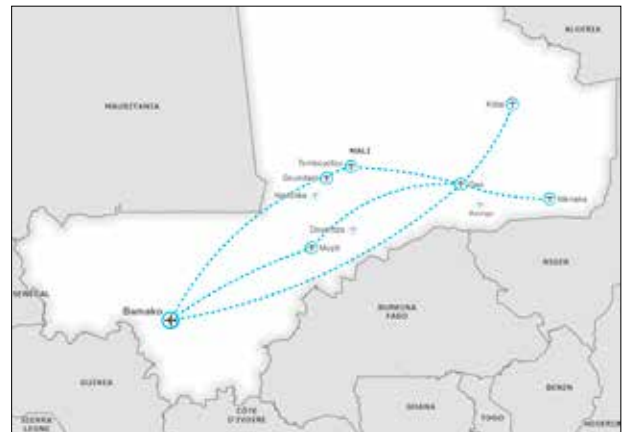 ALGERIA
MAURITANIA
Kidal
MALI
Tombouctou
Goundam
Gao
Niafunke
Ménaka
Ansongo
Douentza
Mopti
NIGER
SENEGAL
Bamako
BURKINA
FASO
GUINEA
BENIN
GHANA
CÔTE
D'IVOIRE
TOGO
SIERRA
LEONE
NIGERIA